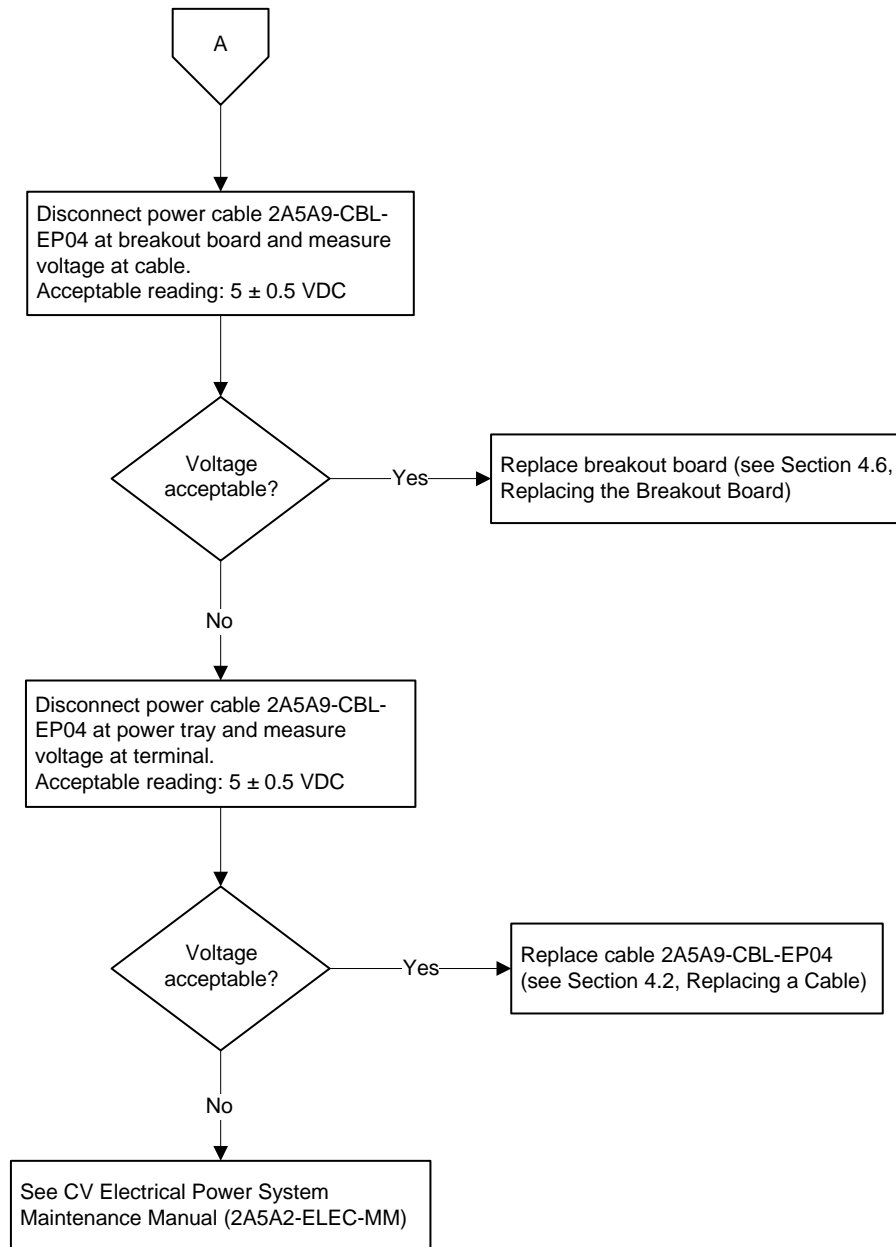 A
Disconnect power cable 2A5A9-CBL-
EP04 at breakout board and measure
voltage at cable.
Acceptable reading: 5 ± 0.5 VDC
Voltage
acceptable?
Yes
Replace breakout board (see Section 4.6,
Replacing the Breakout Board)
No
Disconnect power cable 2A5A9-CBL-
EP04 at power tray and measure
voltage at terminal.
Acceptable reading: 5 ± 0.5 VDC
Voltage
acceptable?
Yes
Replace cable 2A5A9-CBL-EP04
(see Section 4.2, Replacing a Cable)
No
See CV Electrical Power System
Maintenance Manual (2A5A2-ELEC-MM)